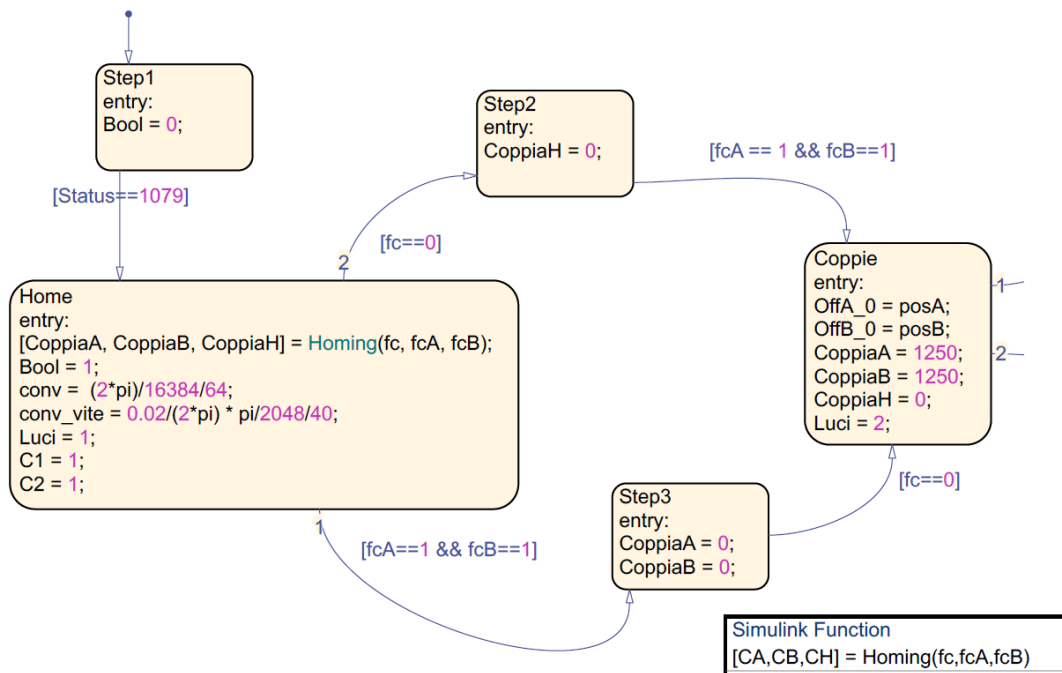 Step1
entry:
Bool = 0;
[Status==1079]
Step2
entry:
CoppiaH = 0;
[fcA == 1 && fcB==1]
2
[fc==0]
Home
entry:
[CoppiaA, CoppiaB, CoppiaH] = Homing(fc, fcA, fcB);
Bool = 1;
conv =  (2*pi)/16384/64;
conv_vite = 0.02/(2*pi) * pi/2048/40;
Luci = 1;
C1 = 1;
C2 = 1;
1
[fcA==1 && fcB==1]
Coppie
entry:
OffA_0 = posA;
OffB_0 = posB;
CoppiaA = 1250;
CoppiaB = 1250;
CoppiaH = 0;
Luci = 2;
1
2
[fc==0]
Step3
entry:
CoppiaA = 0;
CoppiaB = 0;
Simulink Function
[CA,CB,CH] = Homing(fc,fcA,fcB)